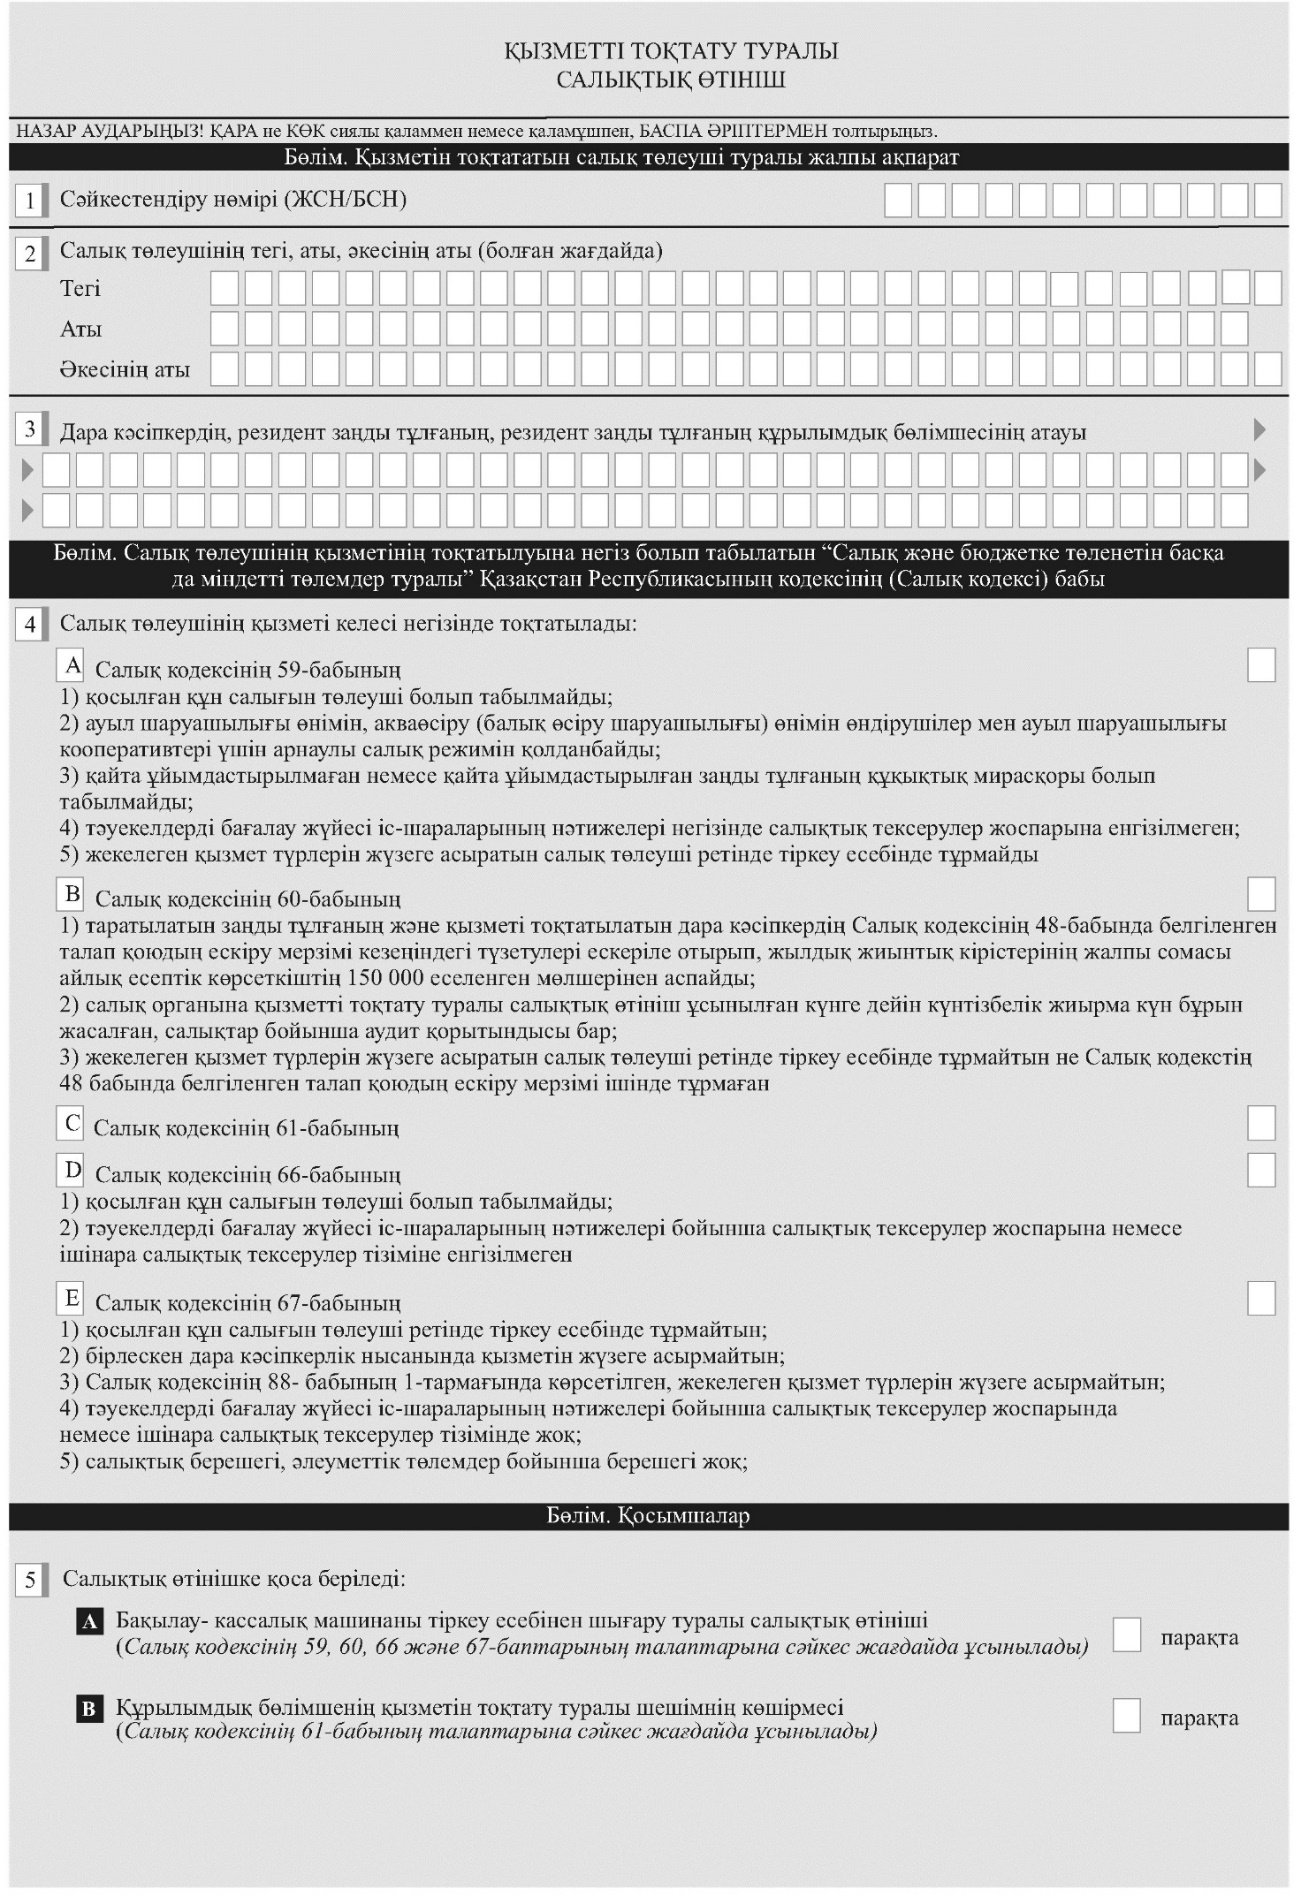 ҚЫЗМЕТТІ ТОҚТАТУ ТУРАЛЫ
САЛЫҚТЫҚ ӨТІНІШ
НАЗАР АУДАРЫҢЫЗ! ҚАРА не КӨК сиялы қаламмен немесе қаламұшпен, БАСПА ӘРІПТЕРМЕН толтырыңыз.
Бөлім. Қызметін тоқтататын салық төлеуші туралы жалпы ақпарат
1 Сәйкестендіру нөмірі (ЖСН/БСН)
2 Салық төлеушінің тегі, аты, әкесінің аты (болған жағдайда)
Тегі
Аты
Әкесінің аты
3 Дара кәсіпкердің, резидент заңды тұлғаның, резидент заңды тұлғаның құрылымдық бөлімшесінің атауы
Бөлім. Салық төлеушінің қызметінің тоқтатылуына негіз болып табылатын “Салық және бюджетке төленетін басқа
да міндетті төлемдер туралы” Қазақстан Республикасының кодексінің (Салық кодексі) бабы
4 Салық төлеушінің қызметі келесі негізінде тоқтатылады:
A Салық кодексінің 59-бабының
1) қосылған құн салығын төлеуші болып табылмайды;
2) ауыл шаруашылығы өнімін, акваөсіру (балық өсіру шаруашылығы) өнімін өндірушілер мен ауыл шаруашылығы
кооперативтері үшін арнаулы салық режимін қолданбайды;
3) қайта ұйымдастырылмаған немесе қайта ұйымдастырылған заңды тұлғаның құқықтық мирасқоры болып
табылмайды;
4) тәуекелдерді бағалау жүйесі іс-шараларының нәтижелері негізінде салықтық тексерулер жоспарына енгізілмеген;
5) жекелеген қызмет түрлерін жүзеге асыратын салық төлеуші ретінде тіркеу есебінде тұрмайды
B Салық кодексінің 60-бабының
1) таратылатын заңды тұлғаның және қызметі тоқтатылатын дара кәсіпкердің Салық кодексінің 48-бабында белгіленген
талап қоюдың ескіру мерзімі кезеңіндегі түзетулері ескеріле отырып, жылдық жиынтық кірістерінің жалпы сомасы
айлық есептік көрсеткіштің 150 000 еселенген мөлшерінен аспайды;
2) салық органына қызметті тоқтату туралы салықтық өтініш ұсынылған күнге дейін күнтізбелік жиырма күн бұрын
жасалған, салықтар бойынша аудит қорытындысы бар;
3) жекелеген қызмет түрлерін жүзеге асыратын салық төлеуші ретінде тіркеу есебінде тұрмайтын не Салық кодекстің
48 бабында белгіленген талап қоюдың ескіру мерзімі ішінде тұрмаған
C Салық кодексінің 61-бабының
D Салық кодексінің 66-бабының
1) қосылған құн салығын төлеуші болып табылмайды;
2) тәуекелдерді бағалау жүйесі іс-шараларының нәтижелері бойынша салықтық тексерулер жоспарына немесе
ішінара салықтық тексерулер тізіміне енгізілмеген
E Салық кодексінің 67-бабының
1) қосылған құн салығын төлеуші ретінде тіркеу есебінде тұрмайтын;
2) бірлескен дара кәсіпкерлік нысанында қызметін жүзеге асырмайтын;
3) Салық кодексінің 88- бабының 1-тармағында көрсетілген, жекелеген қызмет түрлерін жүзеге асырмайтын;
4) тәуекелдерді бағалау жүйесі іс-шараларының нәтижелері бойынша салықтық тексерулер жоспарында
немесе ішінара салықтық тексерулер тізімінде жоқ;
5) салықтық берешегі, әлеуметтік төлемдер бойынша берешегі жоқ;
Бөлім. Қосымшалар
5 Салықтық өтінішке қоса беріледі:
A Бақылау- кассалық машинаны тіркеу есебінен шығару туралы салықтық өтініші
(Салық кодексінің 59, 60, 66 және 67-баптарының талаптарына сәйкес жағдайда ұсынылады) парақта
B Құрылымдық бөлімшенің қызметін тоқтату туралы шешімнің көшірмесі
(Салық кодексінің 61-бабының талаптарына сәйкес жағдайда ұсынылады) парақта